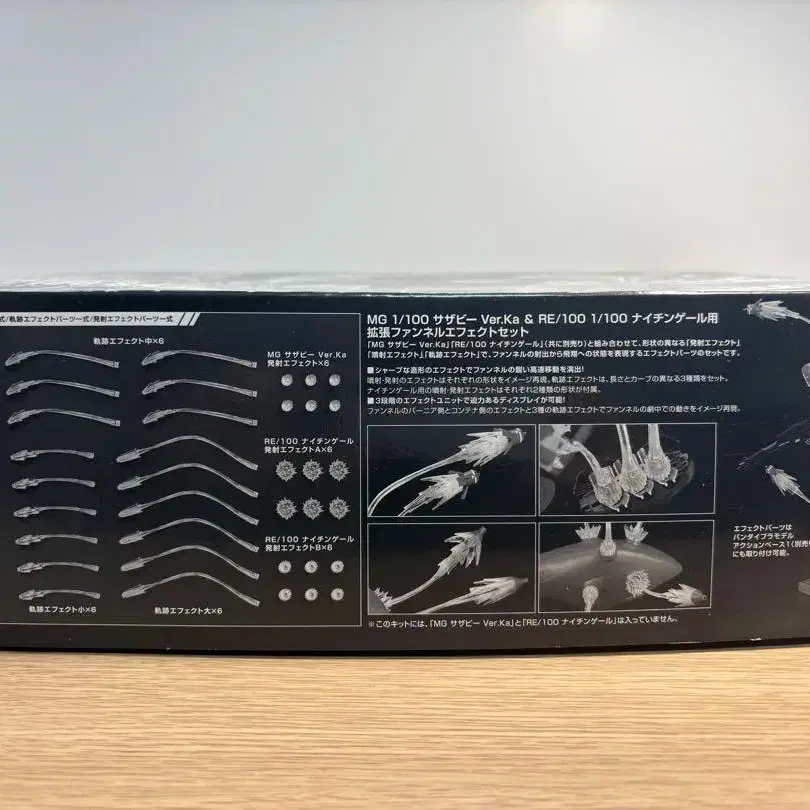 式/軌跡エフェクトパーツ一式/発射エフェクトパーツ一式
軌跡エフェクト中×6
MG サザビー Ver.Ka
発射エフェクト×6
RE/100 ナイチンゲール
発射エフェクトA×6
RE/100 ナイチンゲール
発射エフェクトB×6
軌跡エフェクト小×6
軌跡エフェクト大×6
MG 1/100 サザビー Ver.Ka & RE/100 1/100 ナイチンゲール用
拡張ファンネルエフェクトセット
「MG サザビー Ver.Ka」「RE/100 ナイチンゲール」(共に別売り)と組み合わせて、形状の異なる「発射エフェクト」
「噴射エフェクト」「軌跡エフェクト」で、ファンネルの射出から飛翔への状態を表現するエフェクトパーツのセットです。
■シャープな造形のエフェクトでファンネルの鋭い高速移動を演出!
噴射・発射のエフェクトはそれぞれの形状をイメージ再現。軌跡エフェクトは、長さとカーブの異なる3種類をセット。
ナイチンゲール用の噴射・発射エフェクトはそれぞれ2種類の形状が付属。
■3段階のエフェクトユニットで迫力あるディスプレイが可能!
ファンネルのバーニア側とコンテナ側のエフェクトと3種の軌跡エフェクトでファンネルの劇中での動きをイメージ再現。
※このキットには、「MG サザビー Ver.Ka」と「RE/100 ナイチンゲール」は入っていません。
エフェクトパーツは
バンダイプラモデル
アクションベース1(別売り
にも取り付け可能。